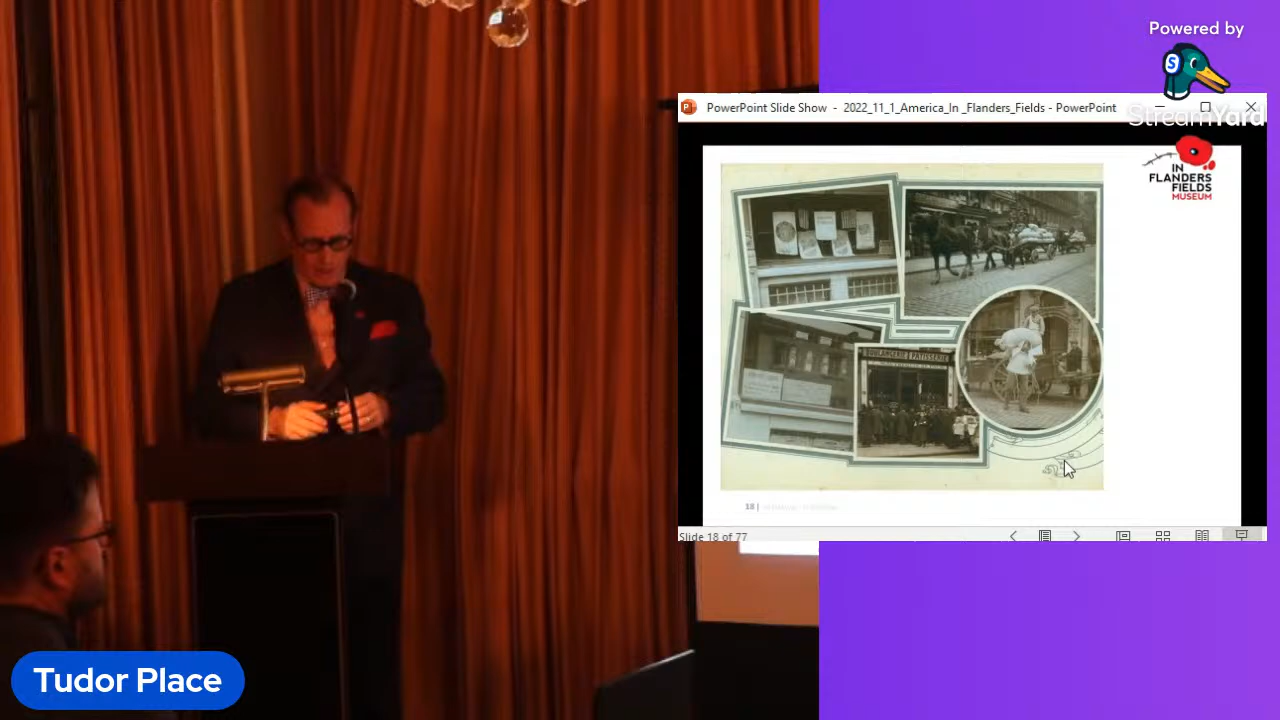 Powered by
StreamYard
PowerPoint Slide Show - 2022_11_1_America_In _Flanders_Fields - PowerPoint
IN
FLANDERS
FIELDS
MUSEUM
BOULANGERIE PATISSERIE
18 |
Slide 18 of 77
Tudor Place